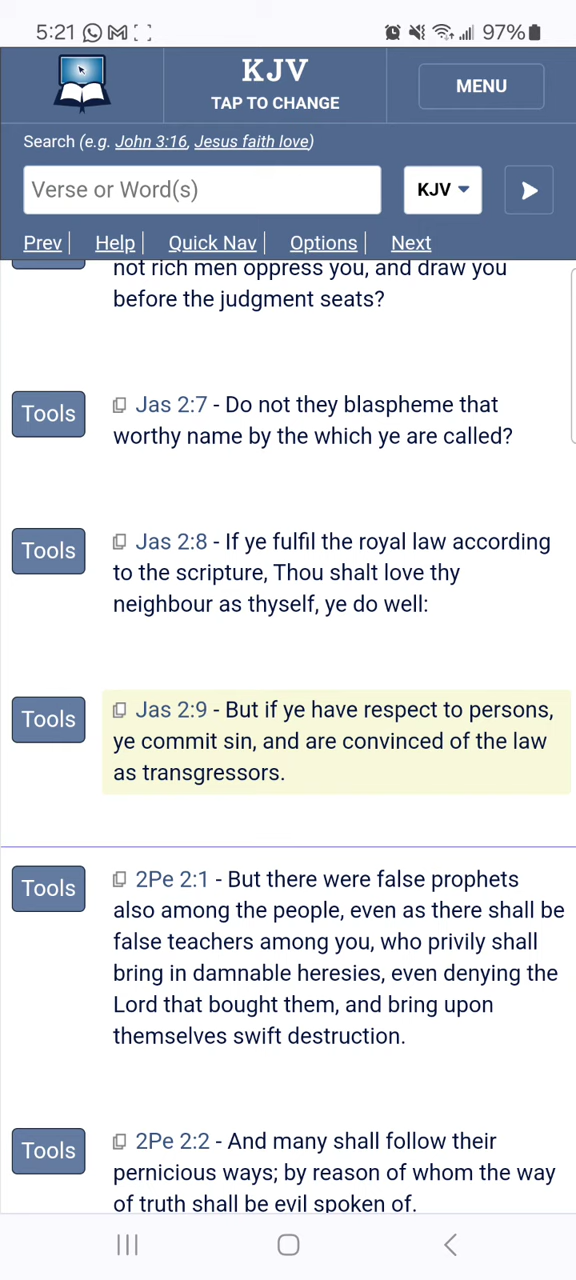 5:21 97%
KJV
TAP TO CHANGE
MENU
Search (e.g. John 3:16, Jesus faith love)
Verse or Word(s)
KJV
Prev Help Quick Nav Options Next
not rich men oppress you, and draw you
before the judgment seats?
Tools
Jas 2:7 - Do not they blaspheme that
worthy name by the which ye are called?
Tools
Jas 2:8 - If ye fulfil the royal law according
to the scripture, Thou shalt love thy
neighbour as thyself, ye do well:
Tools
Jas 2:9 - But if ye have respect to persons,
ye commit sin, and are convinced of the law
as transgressors.
Tools
2Pe 2:1 - But there were false prophets
also among the people, even as there shall be
false teachers among you, who privily shall
bring in damnable heresies, even denying the
Lord that bought them, and bring upon
themselves swift destruction.
Tools
2Pe 2:2 - And many shall follow their
pernicious ways; by reason of whom the way
of truth shall be evil spoken of.